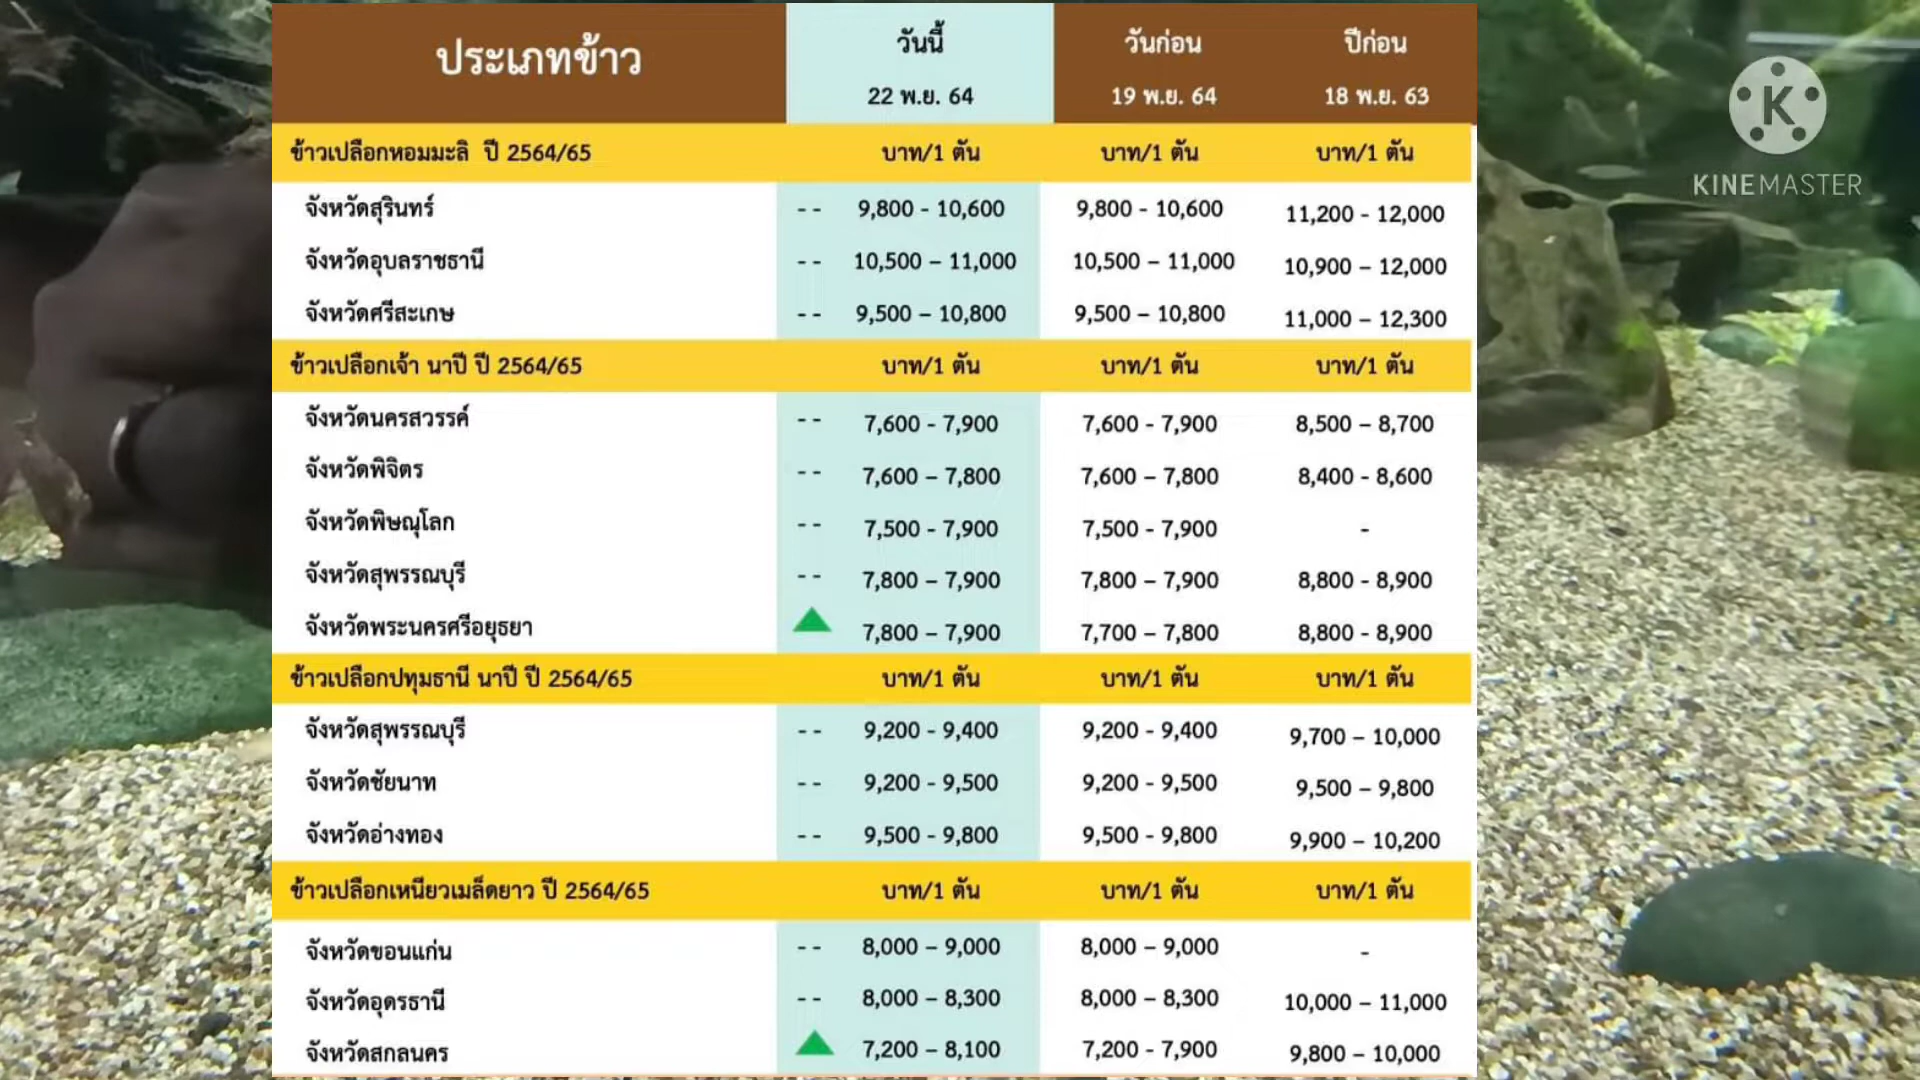 ประเภทข้าว วันนี้ วันก่อน ปีก่อน
22 พ.ย. 64 19 พ.ย. 64 18 พ.ย. 63
ข้าวเปลือกหอมมะลิ ปี 2564/65 บาท/1 ตัน บาท/1 ตัน บาท/1 ตัน
จังหวัดสุรินทร์ -- 9,800 - 10,600 9,800 - 10,600 11,200 - 12,000
จังหวัดอุบลราชธานี -- 10,500 – 11,000 10,500 – 11,000 10,900 – 12,000
จังหวัดศรีสะเกษ -- 9,500 – 10,800 9,500 – 10,800 11,000 – 12,300
ข้าวเปลือกเจ้า นาปี ปี 2564/65 บาท/1 ตัน บาท/1 ตัน บาท/1 ตัน
จังหวัดนครสวรรค์ -- 7,600 - 7,900 7,600 - 7,900 8,500 – 8,700
จังหวัดพิจิตร -- 7,600 – 7,800 7,600 – 7,800 8,400 - 8,600
จังหวัดพิษณุโลก -- 7,500 - 7,900 7,500 - 7,900 -
จังหวัดสุพรรณบุรี -- 7,800 – 7,900 7,800 – 7,900 8,800 - 8,900
จังหวัดพระนครศรีอยุธยา 7,800 – 7,900 7,700 – 7,800 8,800 - 8,900
ข้าวเปลือกปทุมธานี นาปี ปี 2564/65 บาท/1 ตัน บาท/1 ตัน บาท/1 ตัน
จังหวัดสุพรรณบุรี -- 9,200 - 9,400 9,200 - 9,400 9,700 – 10,000
จังหวัดชัยนาท -- 9,200 - 9,500 9,200 - 9,500 9,500 – 9,800
จังหวัดอ่างทอง -- 9,500 - 9,800 9,500 - 9,800 9,900 – 10,200
ข้าวเปลือกเหนียวเมล็ดยาว ปี 2564/65 บาท/1 ตัน บาท/1 ตัน บาท/1 ตัน
จังหวัดขอนแก่น -- 8,000 – 9,000 8,000 – 9,000 -
จังหวัดอุดรธานี -- 8,000 – 8,300 8,000 – 8,300 10,000 – 11,000
จังหวัดสกลนคร 7,200 – 8,100 7,200 - 7,900 9,800 – 10,000
K
KINEMASTER